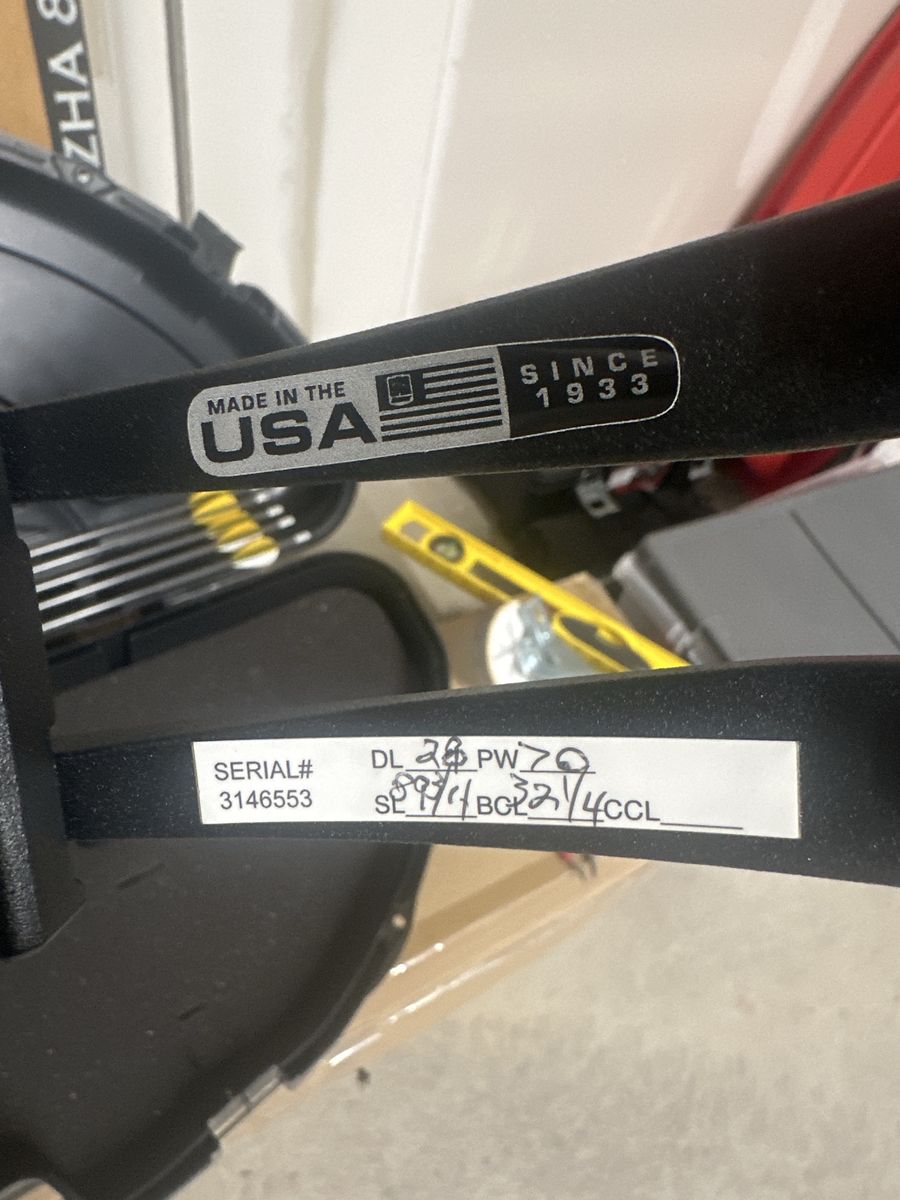 ZHA 8
MADE IN THE
USA
SINCE
1933
SERIAL#
3146553
DL 28 PW 70
SL BCL 32 1/4 CCL